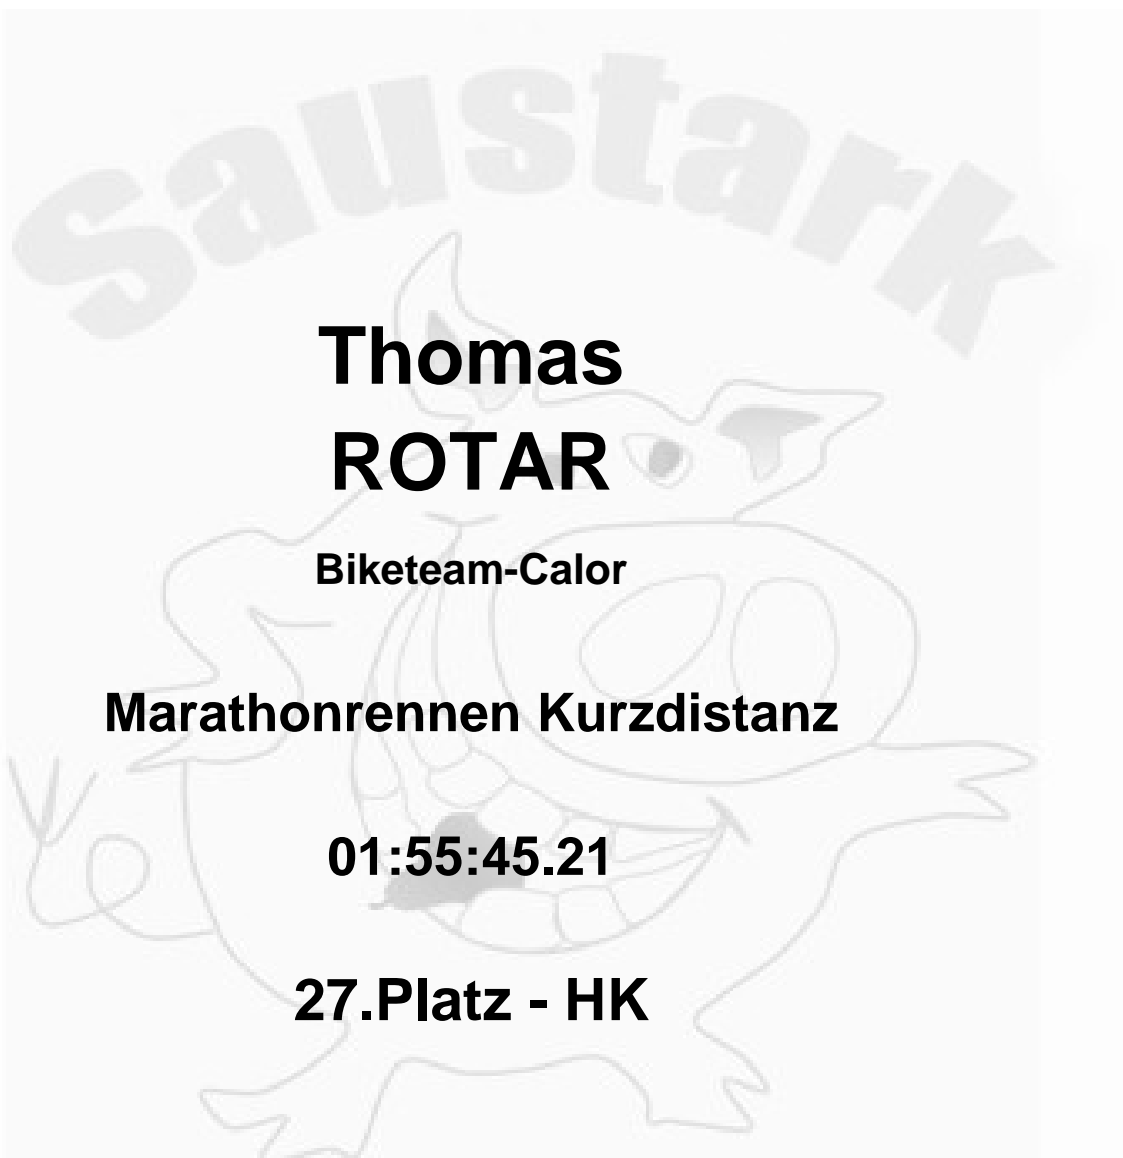 Saustark
Thomas
ROTAR
Biketeam-Calor
Marathonrennen Kurzdistanz
01:55:45.21
27.Platz - HK